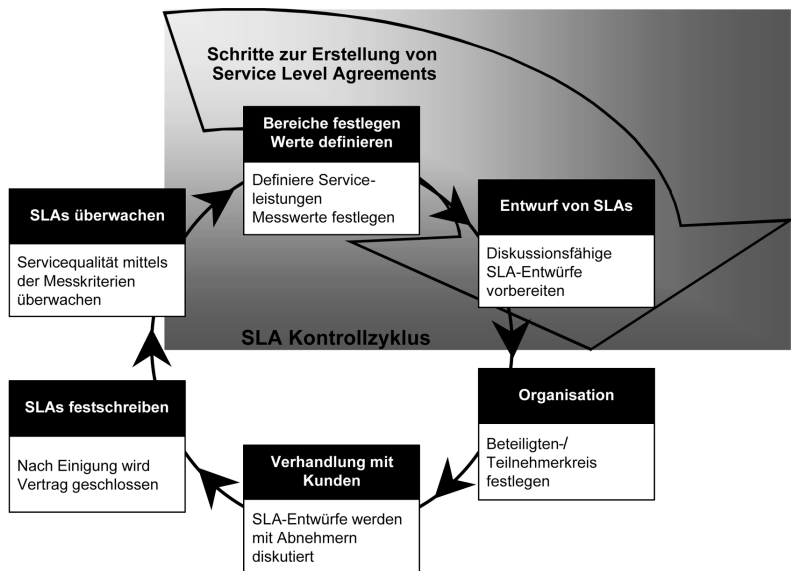 Schritte zur Erstellung von
Service Level Agreements
Bereiche festlegen
Werte definieren
Definiere Service-
leistungen
Messwerte festlegen
Entwurf von SLAs
Diskussionsfähige
SLA-Entwürfe
vorbereiten
SLAs überwachen
Servicequalität mittels
der Messkriterien
überwachen
SLA Kontrollzyklus
Organisation
Beteiligten-/
Teilnehmerkreis
festlegen
SLAs festschreiben
Nach Einigung wird
Vertrag geschlossen
Verhandlung mit
Kunden
SLA-Entwürfe werden
mit Abnehmern
diskutiert